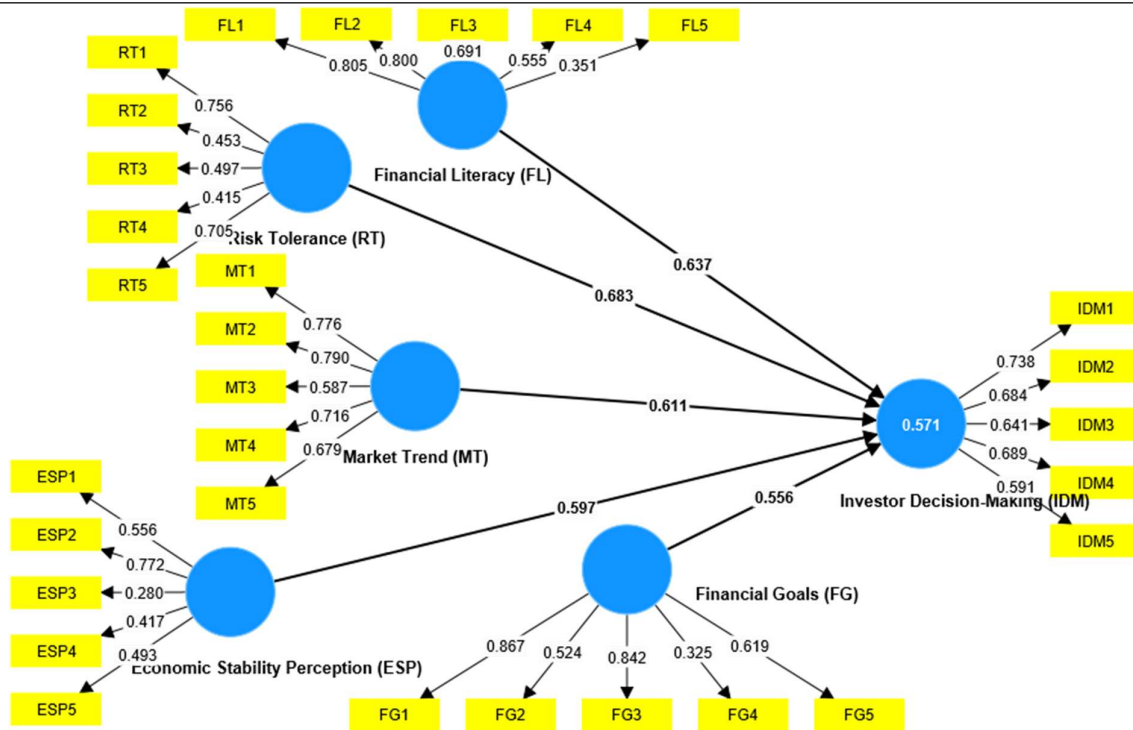 FL1
FL2
FL3
FL4
FL5
0.805
0.800
0.691
0.555
0.351
Financial Literacy (FL)
RT1
RT2
RT3
RT4
RT5
0.756
0.453
0.497
0.415
0.705
Risk Tolerance (RT)
MT1
MT2
MT3
MT4
MT5
0.776
0.790
0.587
0.716
0.679
Market Trend (MT)
ESP1
ESP2
ESP3
ESP4
ESP5
0.556
0.772
0.280
0.417
0.493
Economic Stability Perception (ESP)
0.637
0.683
0.611
0.597
0.556
Financial Goals (FG)
0.867
0.524
0.842
0.325
0.619
FG1
FG2
FG3
FG4
FG5
0.571
Investor Decision-Making (IDM)
0.738
0.684
0.641
0.689
0.591
IDM1
IDM2
IDM3
IDM4
IDM5